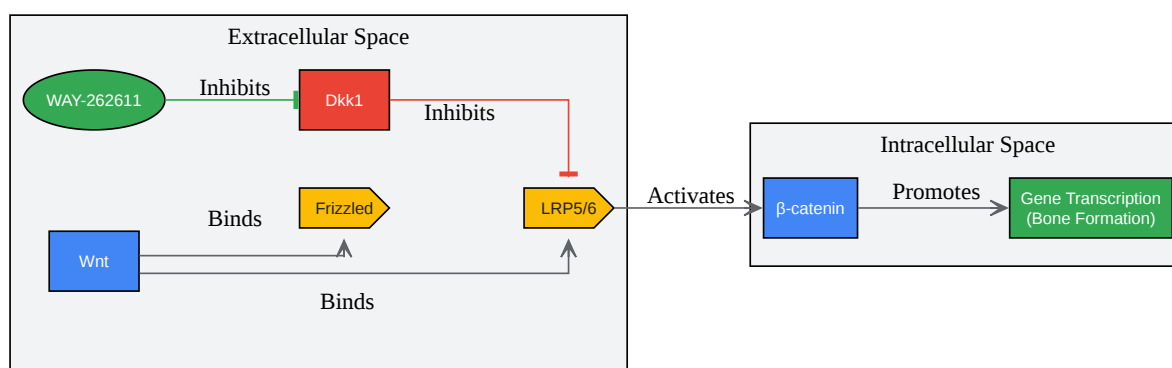 Extracellular Space
WAY-262611
Inhibits
Dkk1
Inhibits
Frizzled
LRP5/6
Binds
Wnt
Binds
Activates
Intracellular Space
β-catenin
Promotes
Gene Transcription
(Bone Formation)